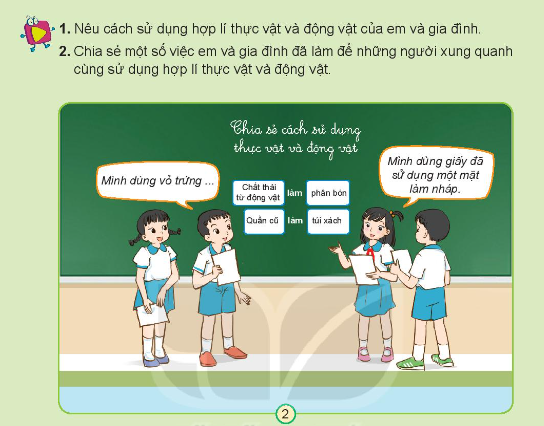 1. Nêu cách sử dụng hợp lí thực vật và động vật của em và gia đình.
2. Chia sẻ một số việc em và gia đình đã làm để những người xung quanh
cùng sử dụng hợp lí thực vật và động vật.
Chia sẻ cách sử dụng
thực vật và động vật
Mình dùng vỏ trứng ...
Mình dùng giấy đã
sử dụng một mặt
làm nháp.
Chất thải
từ động vật
làm
phân bón
Quần cũ
làm
túi xách
2